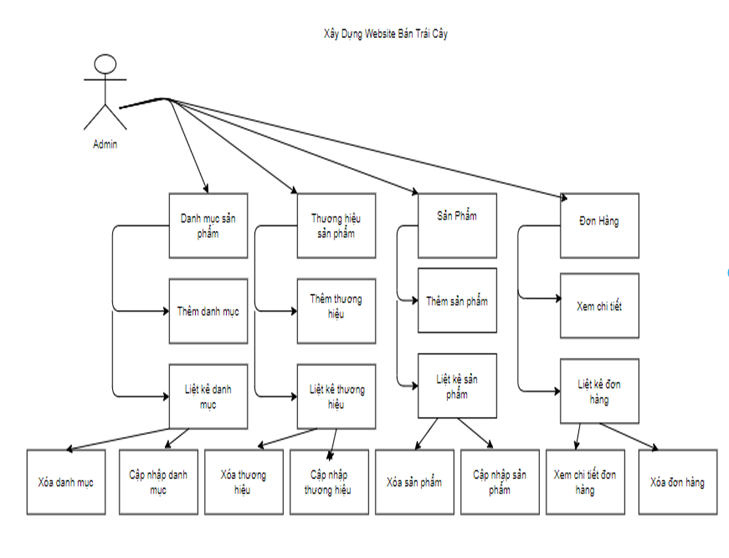 Xây Dựng Website Bán Trái Cây
Admin
Danh mục sản
phẩm
Thương hiệu
sản phẩm
Sản Phẩm
Đơn Hàng
Thêm danh mục
Thêm thương
hiệu
Thêm sản phẩm
Xem chi tiết
Liệt kê danh
mục
Liệt kê thương
hiệu
Liệt kê sản
phẩm
Liệt kê đơn
hàng
Xóa danh mục
Cập nhập danh
mục
Xóa thương
hiệu
Cập nhập
thương hiệu
Xóa sản phẩm
Cập nhập sản
phẩm
Xem chi tiết đơn
hàng
Xóa đơn hàng